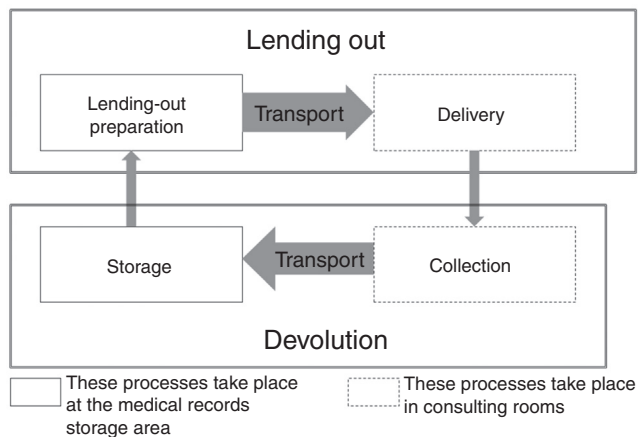 Lending out
Lending-out
preparation
Transport
Delivery
Storage
Transport
Collection
Devolution
These processes take place
at the medical records
storage area
These processes take place
in consulting rooms